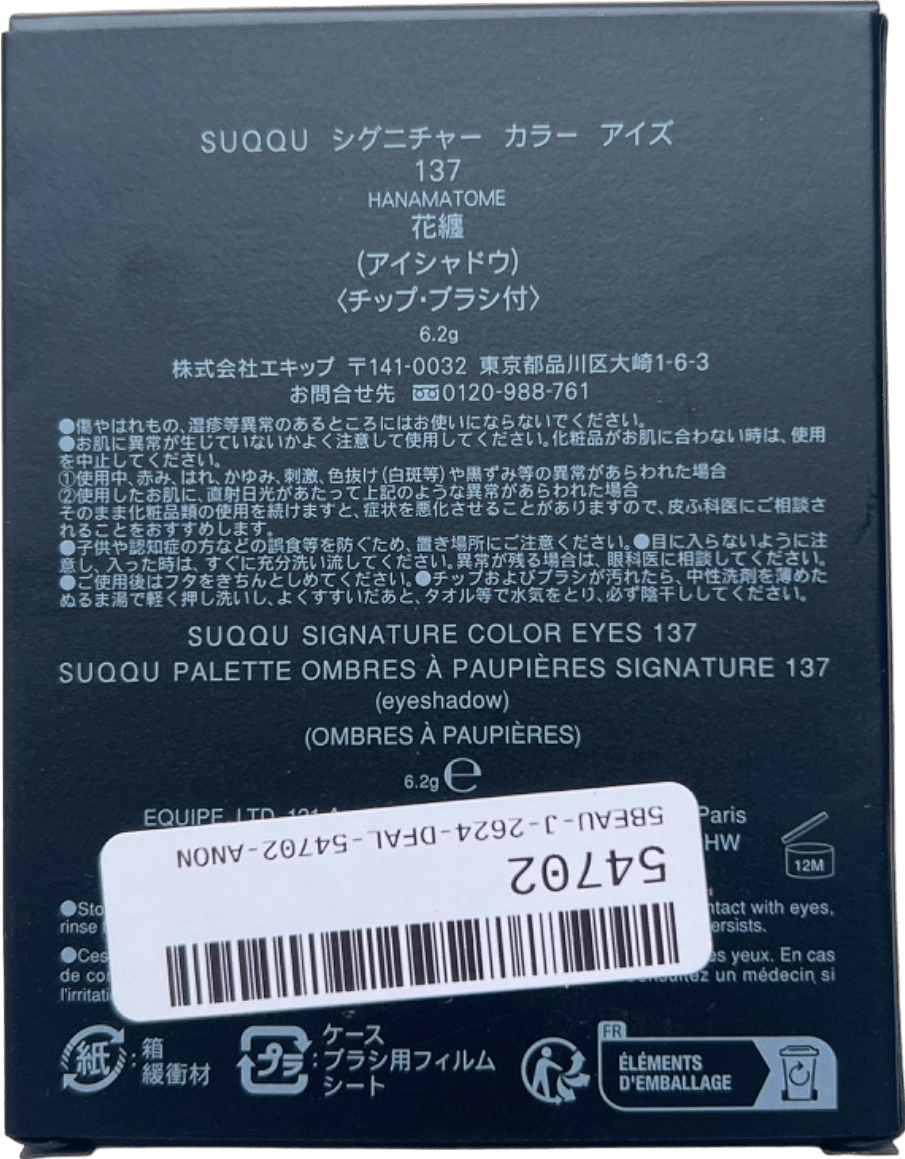 SUQQU シグニチャー カラー アイズ
137
HANAMATOME
花纏
(アイシャドウ)
〈チップ・ブラシ付〉
6.2g
株式会社エキップ 〒141-0032 東京都品川区大崎1-6-3
お問合せ先 0120-988-761
●傷やはれもの、湿疹等異常のあるところにはお使いにならないでください。
●お肌に異常が生じていないかよく注意して使用してください。化粧品がお肌に合わない時は、使用
を中止してください。
①使用中、赤み、はれ、かゆみ、刺激、色抜け(白斑等)や黒ずみ等の異常があらわれた場合
②使用したお肌に、直射日光があたって上記のような異常があらわれた場合
そのまま化粧品類の使用を続けますと、症状を悪化させることがありますので、皮ふ科医にご相談さ
れることをおすすめします。
●子供や認知症の方などの誤食等を防ぐため、置き場所にご注意ください。●目に入らないように注
意し、入った時は、すぐに充分洗い流してください。異常が残る場合は、眼科医に相談してください。
●ご使用後はフタをきちんとしめてください。●チップおよびブラシが汚れたら、中性洗剤を薄めた
ぬるま湯で軽く押し洗いし、よくすすいだあと、タオル等で水気をとり、必ず陰干ししてください。
SUQQU SIGNATURE COLOR EYES 137
SUQQU PALETTE OMBRES À PAUPIÈRES SIGNATURE 137
(eyeshadow)
(OMBRES À PAUPIÈRES)
6.2g ℮
EQUIPE LTD. Paris
HW
12M
5BEAU-J-2624-DFAL-54702-ANON
54702
contact with eyes,
rinse persists.
●Ces yeux. En cas
de consultez un médecin si
紙 : 箱
緩衝材
プラ : ケース
ブラシ用フィルム
シート
FR
ÉLÉMENTS
D'EMBALLAGE